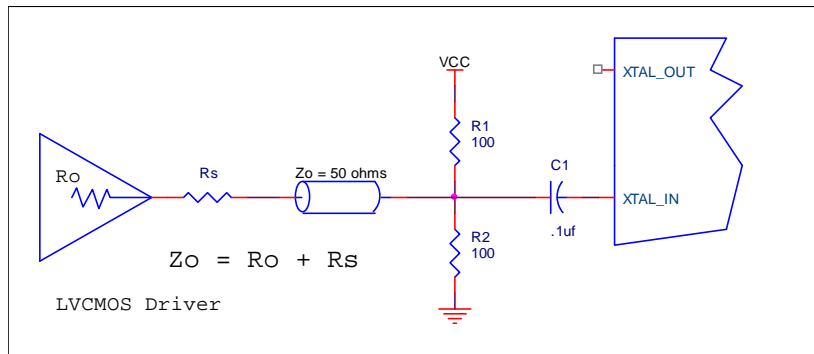 VCC
XTAL_OUT
R1
100
C1
Ro
Rs
Zo = 50 ohms
XTAL_IN
.1uf
R2
100
Zo = Ro + Rs
LVCMOS Driver